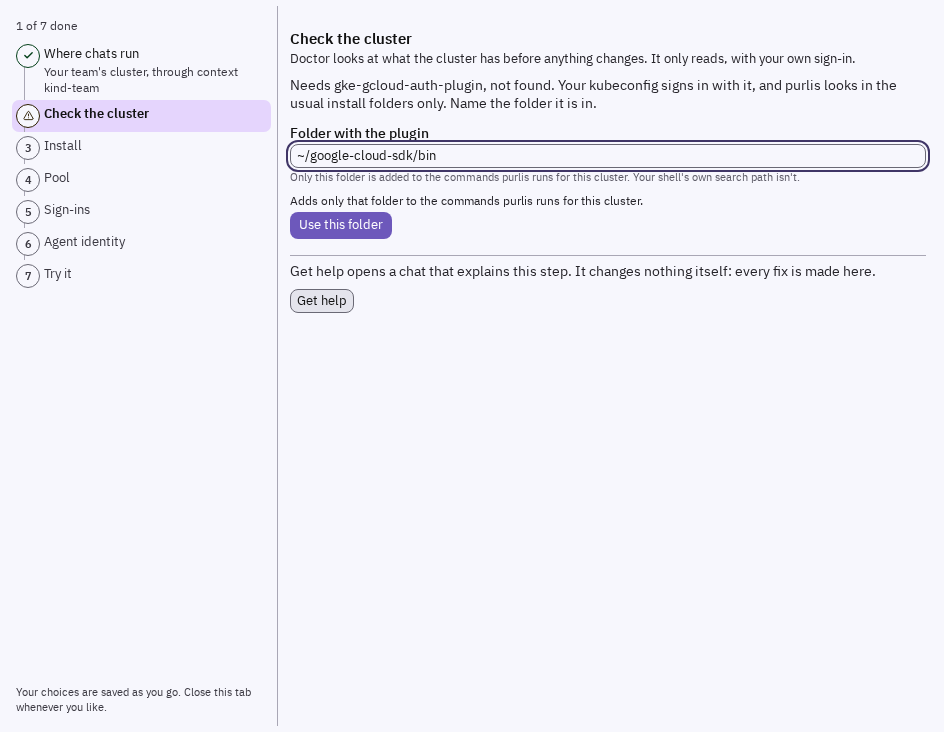 1 of 7 done
Where chats run
Your team's cluster, through context
kind-team
Check the cluster
3 Install
4 Pool
5 Sign-ins
6 Agent identity
7 Try it
Your choices are saved as you go. Close this tab
whenever you like.
Check the cluster
Doctor looks at what the cluster has before anything changes. It only reads, with your own sign-in.
Needs gke-gcloud-auth-plugin, not found. Your kubeconfig signs in with it, and purlis looks in the
usual install folders only. Name the folder it is in.
Folder with the plugin
~/google-cloud-sdk/bin
Only this folder is added to the commands purlis runs for this cluster. Your shell's own search path isn't.
Adds only that folder to the commands purlis runs for this cluster.
Use this folder
Get help opens a chat that explains this step. It changes nothing itself: every fix is made here.
Get help